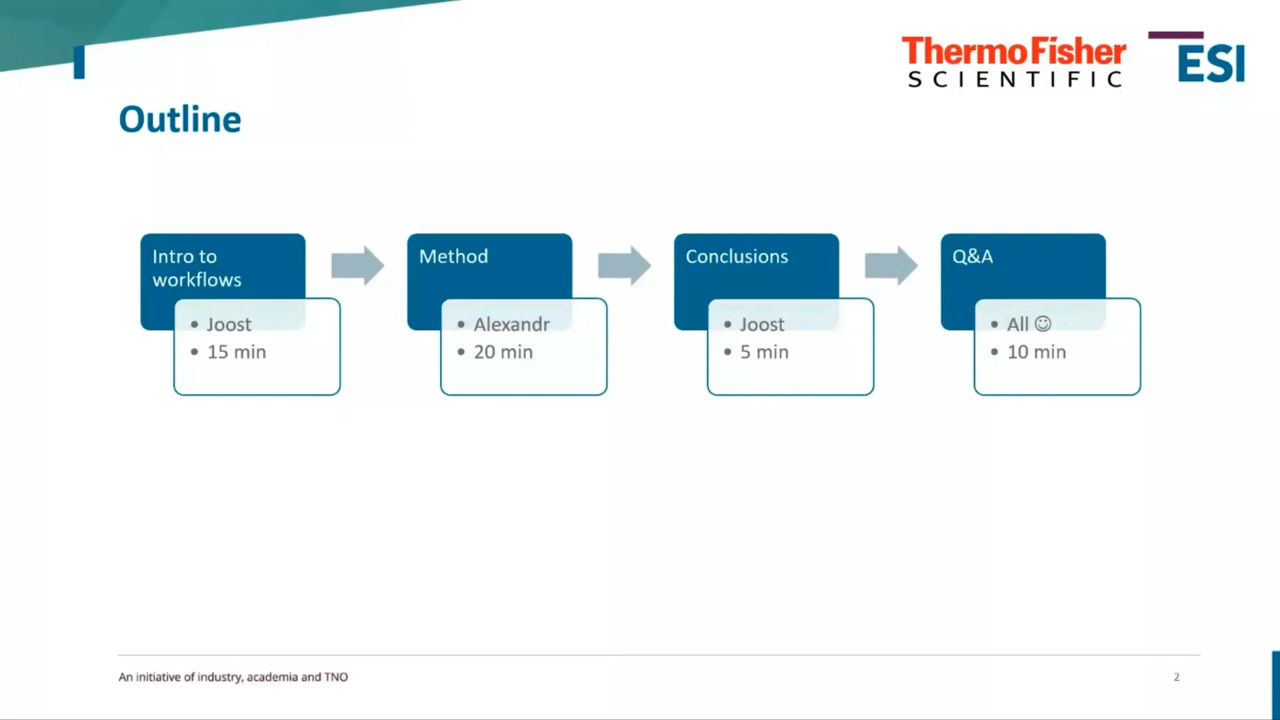 ThermoFisher
SCIENTIFIC
ESI
Outline
Intro to
workflows
• Joost
• 15 min
Method
• Alexandr
• 20 min
Conclusions
• Joost
• 5 min
Q&A
• All ☺
• 10 min
An initiative of industry, academia and TNO
2